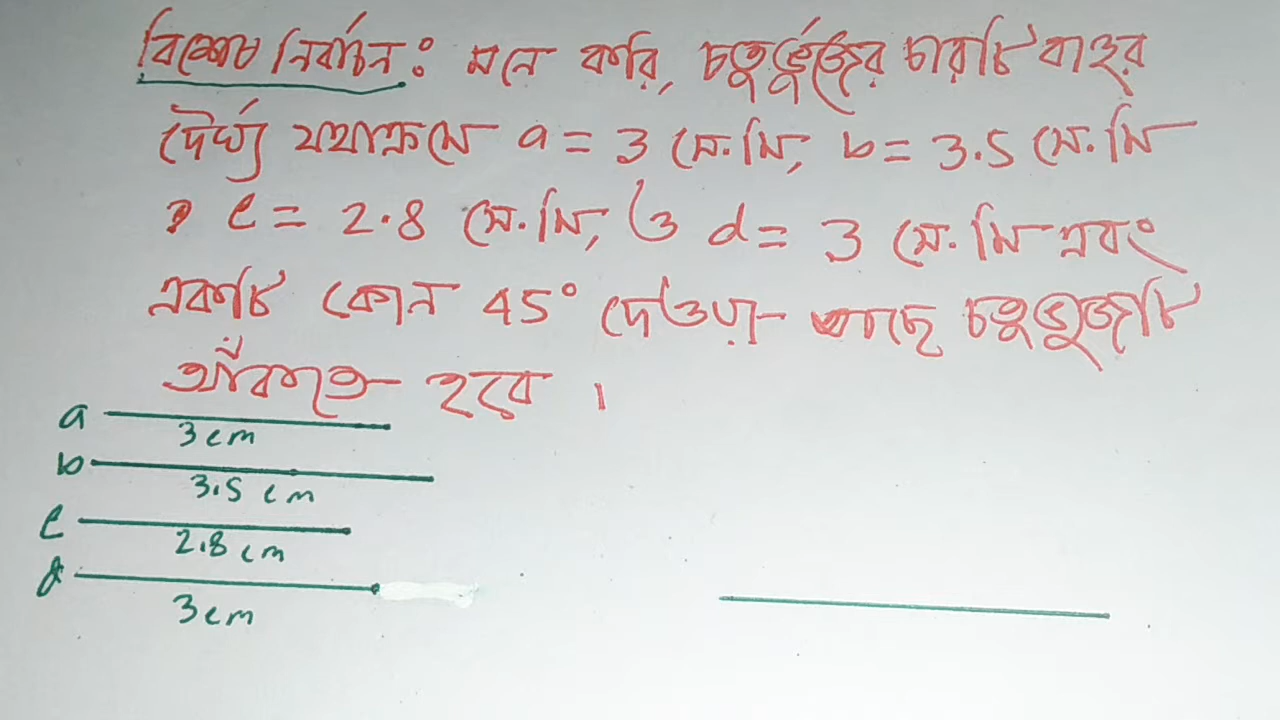 বিশেষ নির্বচন: মনে করি, চতুর্ভুজের চারটি বাহুর
দৈর্ঘ্য যথাক্রমে a = 3 সে.মি, b = 3.5 সে.মি
, c = 2.8 সে.মি, ও d = 3 সে.মি এবং
একটি কোন 45° দেওয়া আছে চতুভুজটি
আঁকতে হবে ।
a
3cm
b
3.5 cm
c
2.8 cm
d
3cm